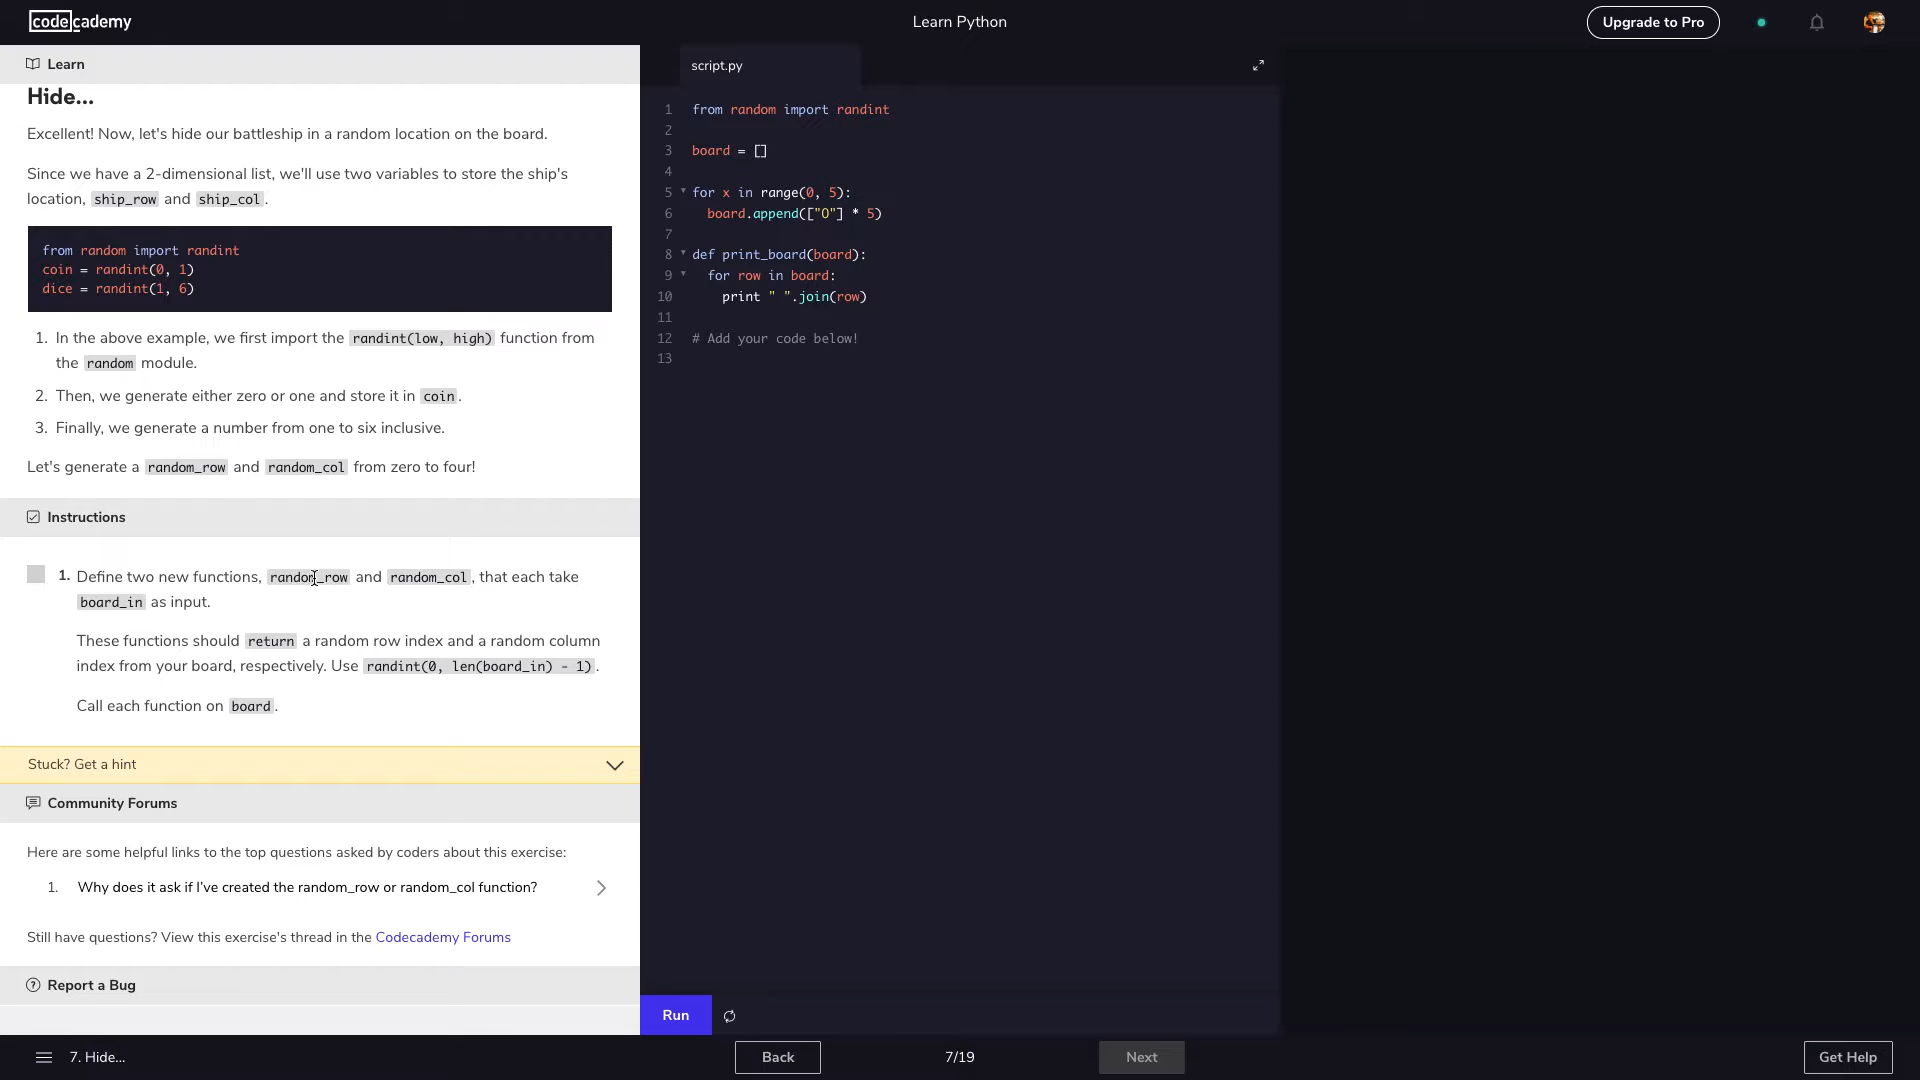 codecademy
Learn Python
Upgrade to Pro
Learn
Hide...
Excellent! Now, let's hide our battleship in a random location on the board.
Since we have a 2-dimensional list, we'll use two variables to store the ship's
location, ship_row and ship_col.
from random import randint
coin = randint(0, 1)
dice = randint(1, 6)
1. In the above example, we first import the randint(low, high) function from
the random module.
2. Then, we generate either zero or one and store it in coin.
3. Finally, we generate a number from one to six inclusive.
Let's generate a random_row and random_col from zero to four!
Instructions
1. Define two new functions, random_row and random_col, that each take
board_in as input.
These functions should return a random row index and a random column
index from your board, respectively. Use randint(0, len(board_in) - 1).
Call each function on board.
Stuck? Get a hint
Community Forums
Here are some helpful links to the top questions asked by coders about this exercise:
1. Why does it ask if I've created the random_row or random_col function?
Still have questions? View this exercise's thread in the Codecademy Forums
Report a Bug
script.py
1 from random import randint
2
3 board = []
4
5 for x in range(0, 5):
6 board.append(["O"] * 5)
7
8 def print_board(board):
9 for row in board:
10 print " ".join(row)
11
12 # Add your code below!
13
Run
7. Hide...
Back
7/19
Next
Get Help